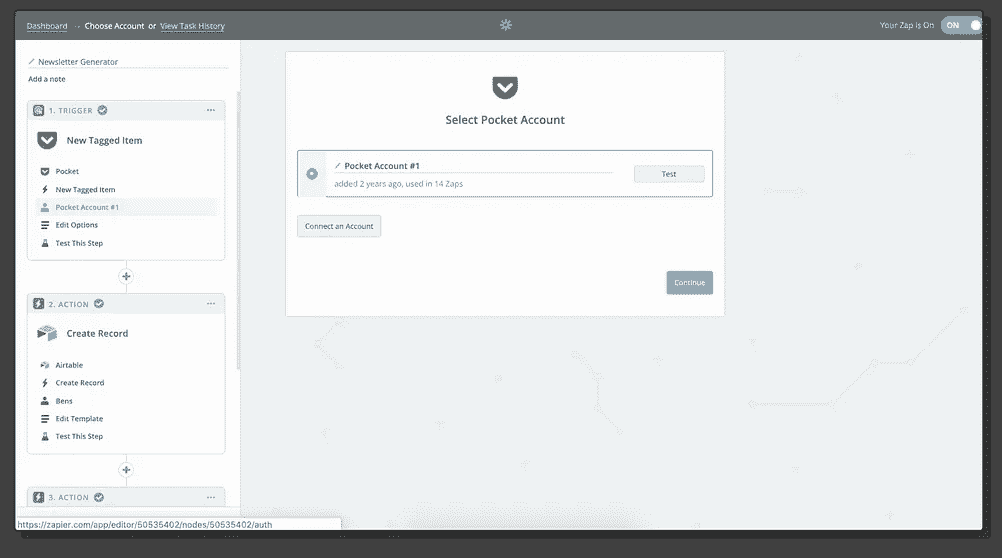 Dashboard → Choose Account or View Task History
Your Zap is On ON
Newsletter Generator
Add a note
1. TRIGGER
New Tagged Item
Pocket
New Tagged Item
Pocket Account #1
Edit Options
Test This Step
2. ACTION
Create Record
Airtable
Create Record
Bens
Edit Template
Test This Step
3. ACTION
Select Pocket Account
Pocket Account #1
added 2 years ago, used in 14 Zaps
Test
Connect an Account
Continue
https://zapier.com/app/editor/50535402/nodes/50535402/auth